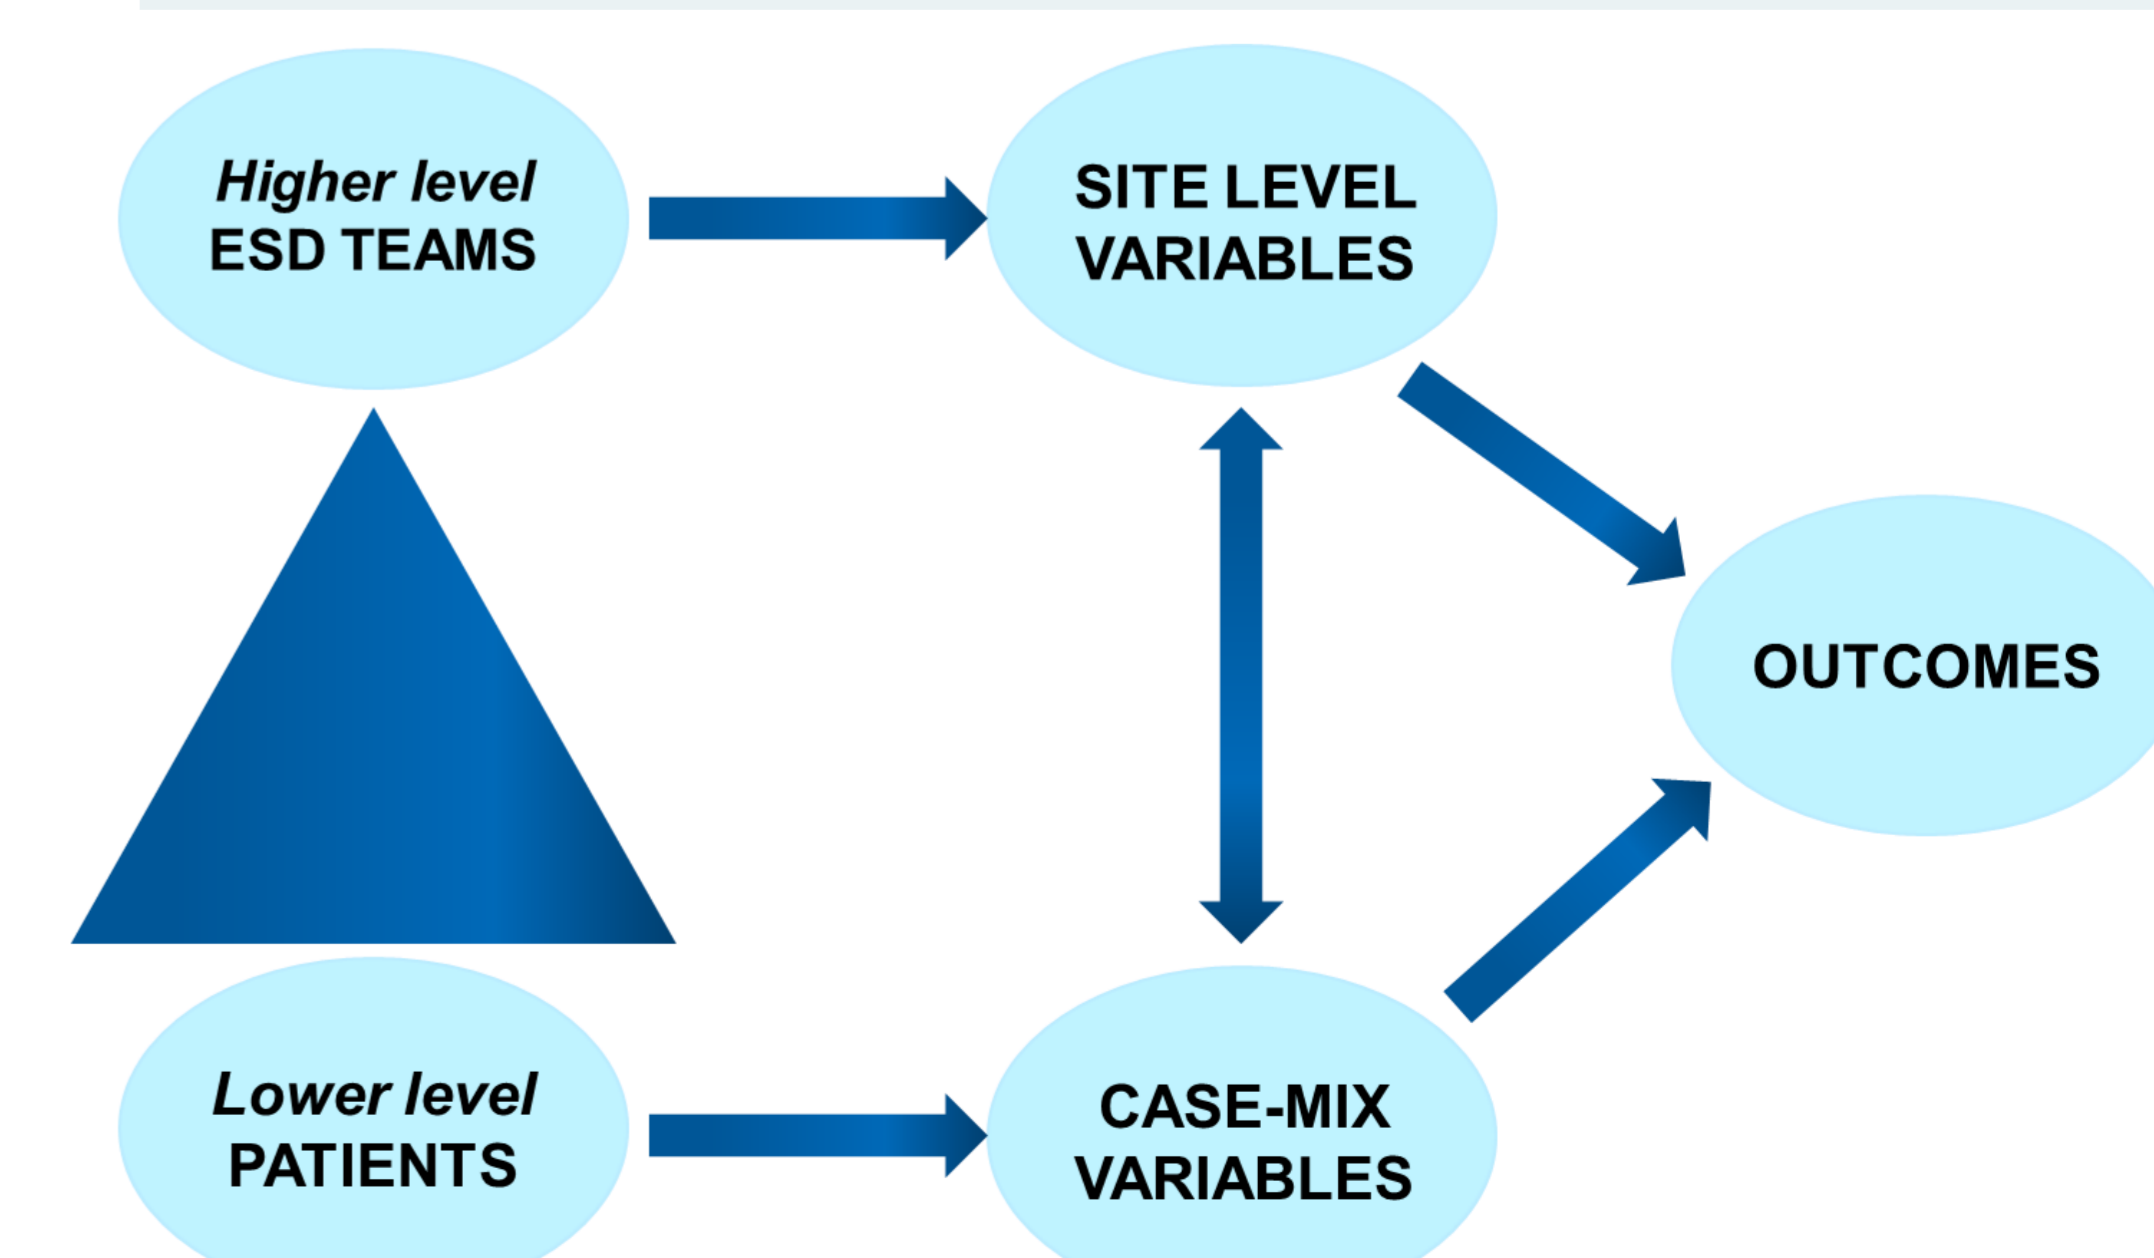 Higher level
ESD TEAMS
SITE LEVEL
VARIABLES
OUTCOMES
Lower level
PATIENTS
CASE-MIX
VARIABLES